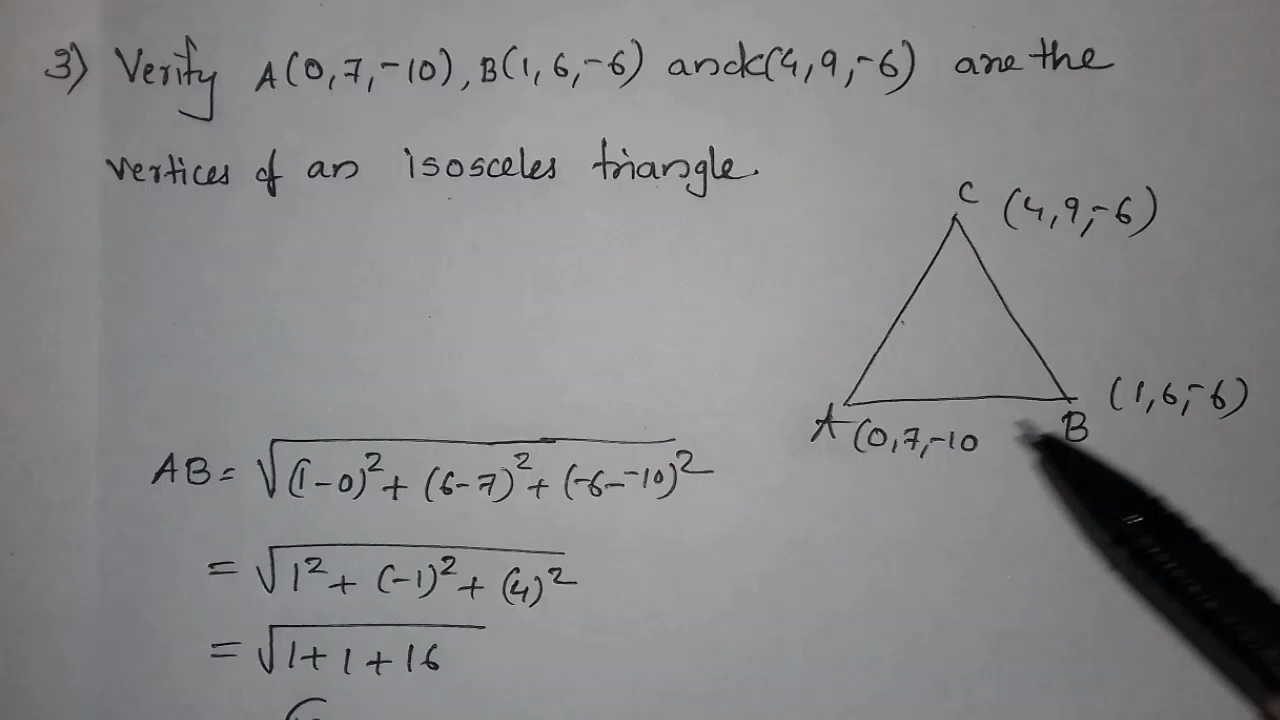 3) Verify A(0,7,-10), B(1,6,-6) and C(4,9,-6) are the
vertices of an isosceles triangle.
C (4,9,-6)
A (0,7,-10
B (1,6,-6)
AB = √(1-0)² + (6-7)² + (-6--10)²
= √1² + (-1)² + (4)²
= √1+1+16